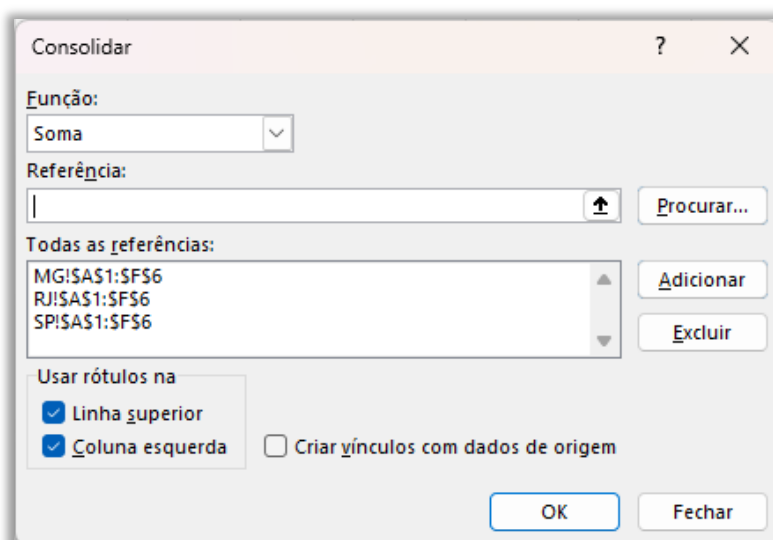 Consolidar ?
Função:
Soma
Referência:
Procurar...
Todas as referências:
MG!$A$1:$F$6
RJ!$A$1:$F$6
SP!$A$1:$F$6
Adicionar
Excluir
Usar rótulos na
Linha superior
Coluna esquerda
Criar vínculos com dados de origem
OK
Fechar